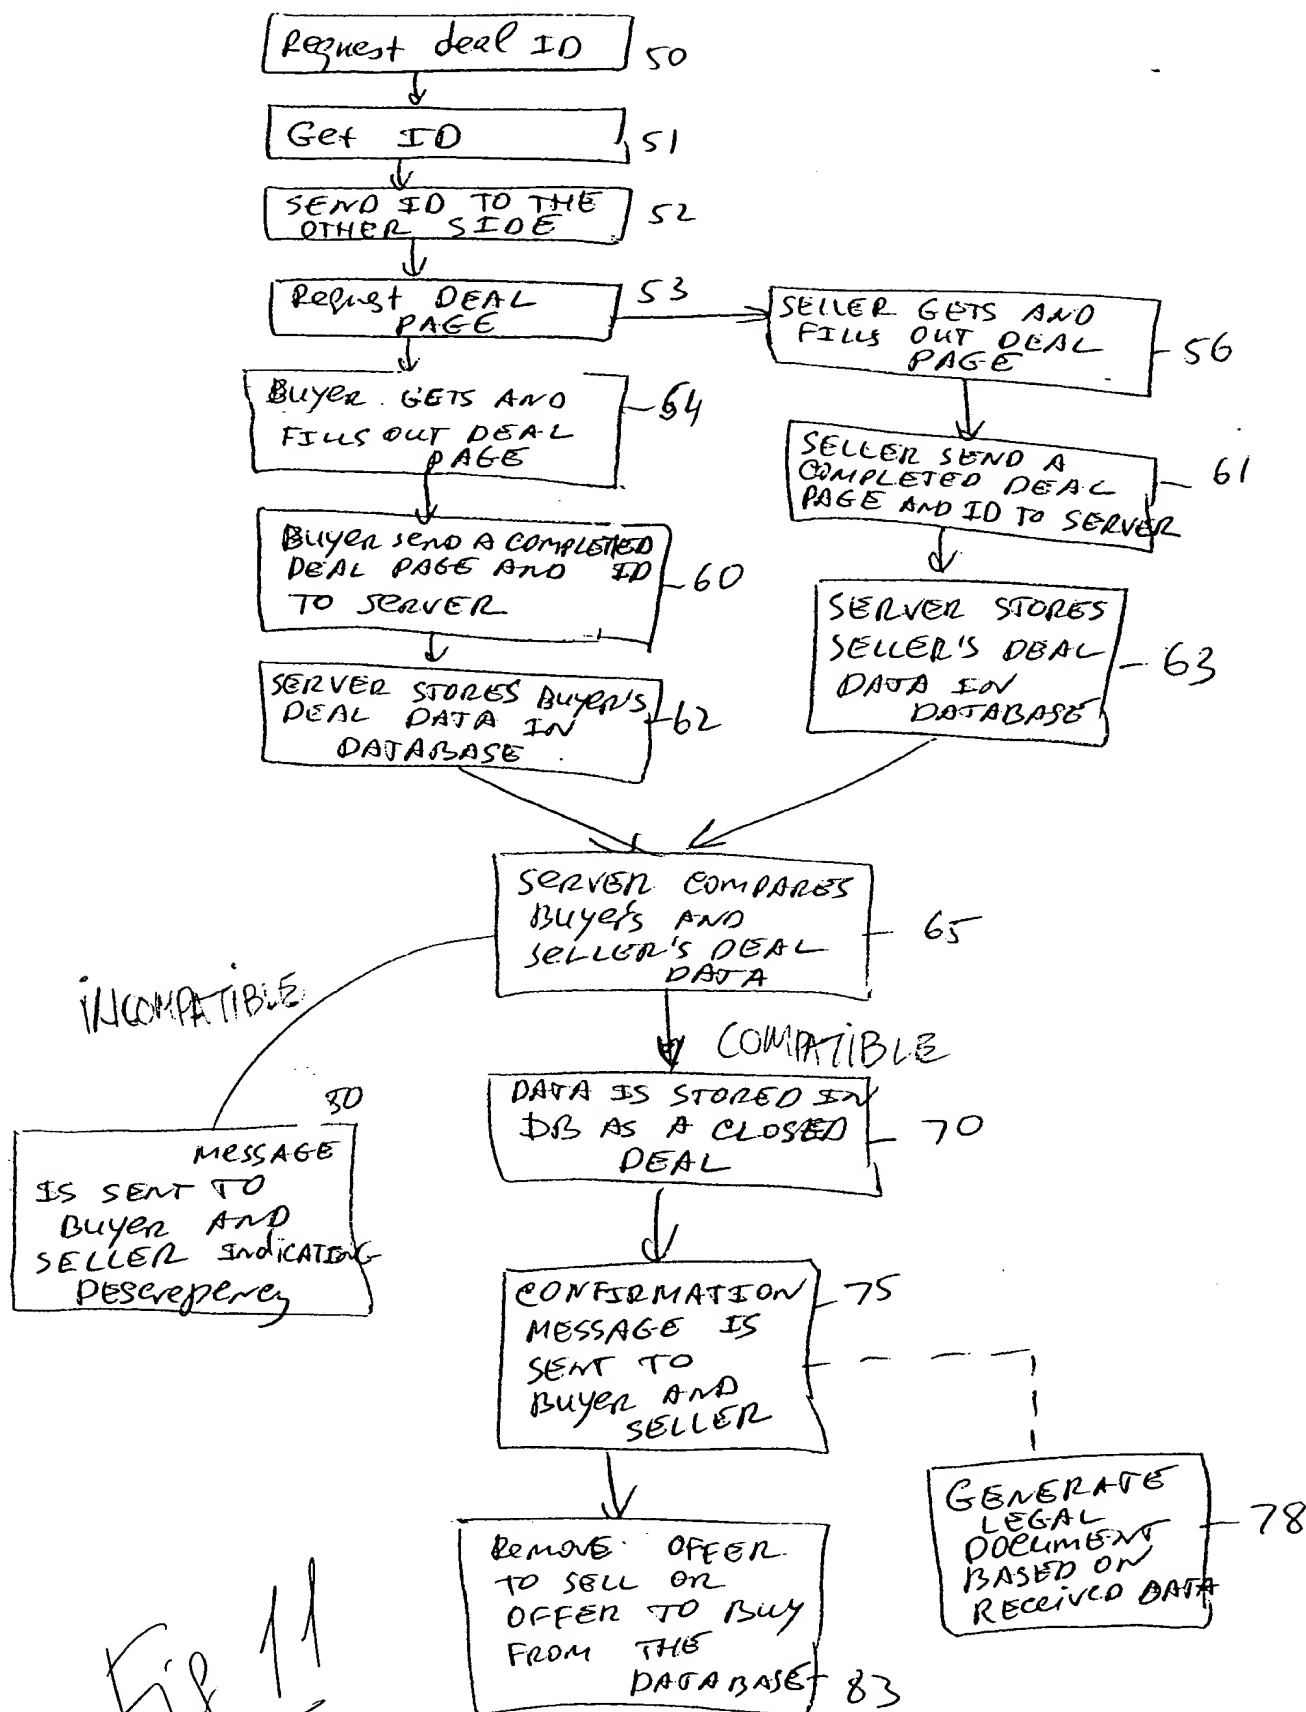 Request deal ID
50
Get ID
51
SEND ID TO THE
OTHER SIDE
52
Request DEAL
PAGE
53
SELLER GETS AND
FILLS OUT DEAL
PAGE
56
Buyer GETS AND
FILLS OUT DEAL
PAGE
54
SELLER SEND A
COMPLETED DEAL
PAGE AND ID TO SERVER
61
Buyer send A COMPLETED
DEAL PAGE AND ID
TO SERVER
60
SERVER STORES
SELLER'S DEAL
DATA IN
DATABASE
63
SERVER STORES Buyer'S
DEAL DATA IN
DATABASE
62
SERVER COMPARES
Buyer's AND
SELLER'S DEAL
DATA
65
INCOMPATIBLE
COMPATIBLE
DATA IS STORED IN
DB AS A CLOSED
DEAL
70
MESSAGE
IS SENT TO
Buyer AND
SELLER INDICATING
DEScrepency
CONFIRMATION
MESSAGE IS
SENT TO
Buyer AND
SELLER
75
GENERATE
LEGAL
DOCUMENT
BASED ON
RECEIVED DATA
78
Remove OFFER
TO SELL OR
OFFER TO BUY
FROM THE
DATABASE
83
Fig 11